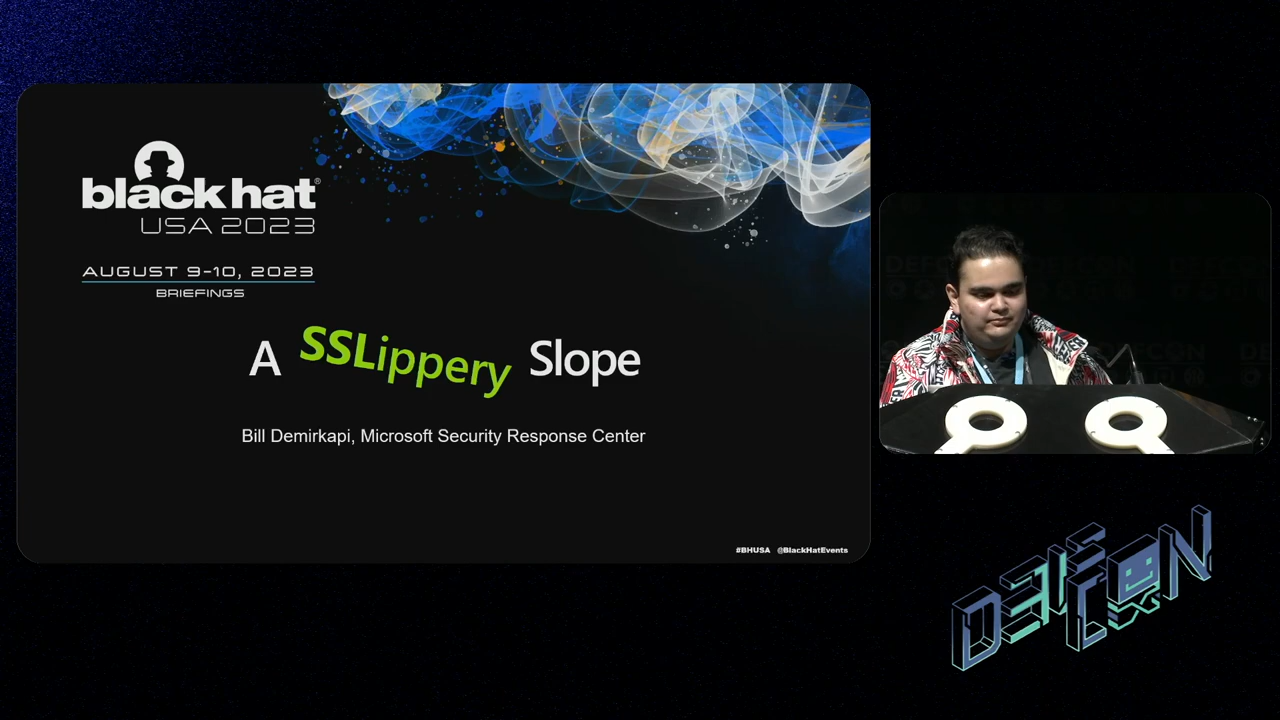 black hat®
USA 2023
AUGUST 9-10, 2023
BRIEFINGS
A SSLippery Slope
Bill Demirkapi, Microsoft Security Response Center
#BHUSA @BlackHatEvents
DEF CON
DEFCON